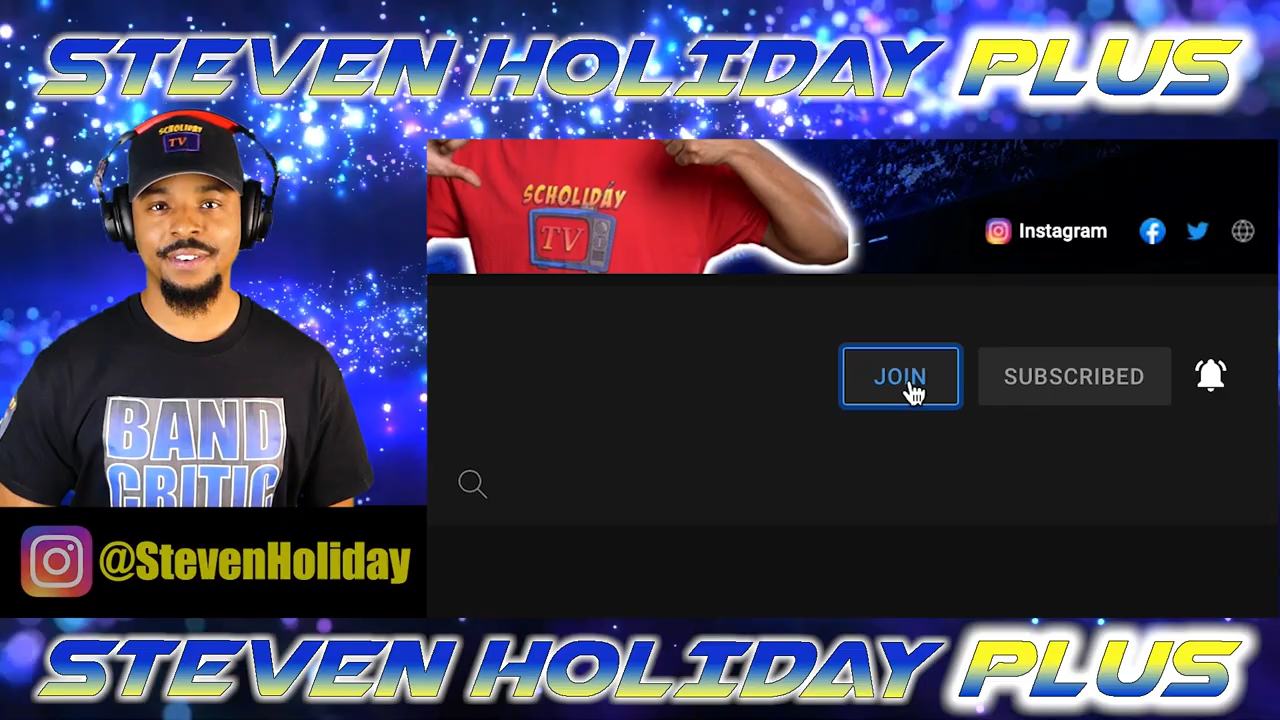 STEVEN HOLIDAY PLUS
SCHOLIDAY
TV
SCHOLIDAY
TV
Instagram
JOIN
SUBSCRIBED
BAND
CRITIC
@StevenHoliday
STEVEN HOLIDAY PLUS